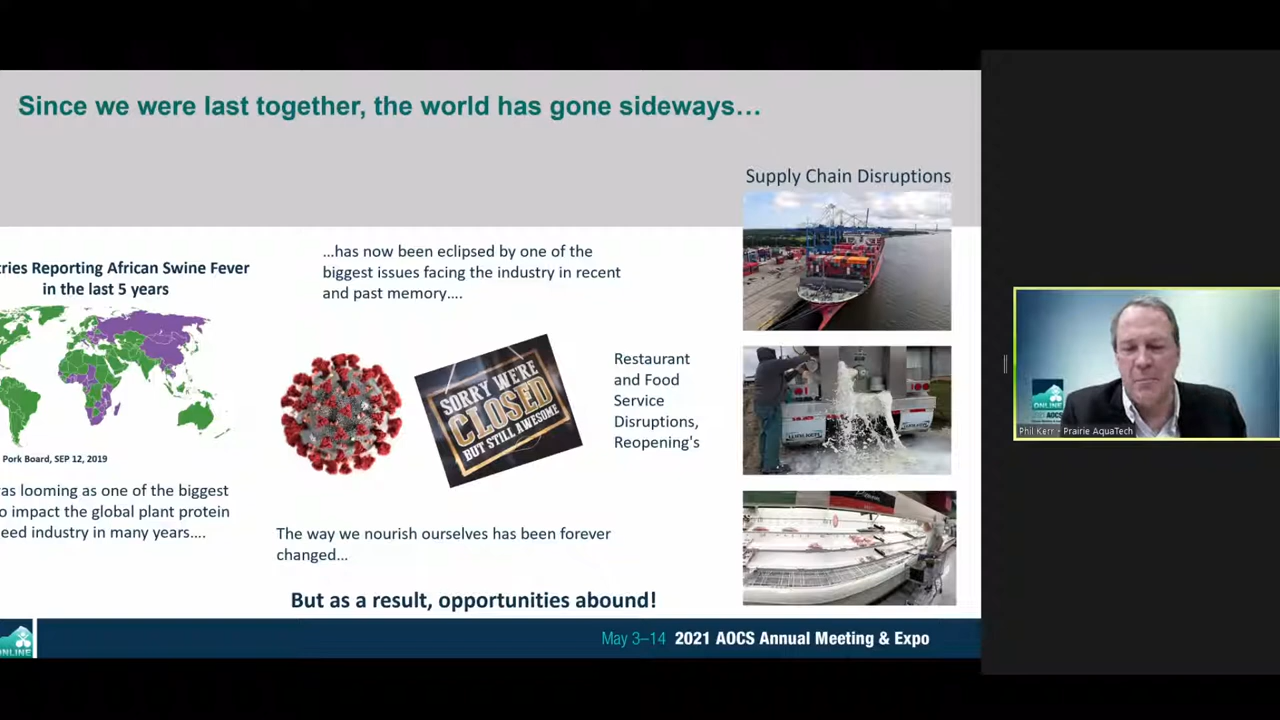 Since we were last together, the world has gone sideways…
Supply Chain Disruptions
tries Reporting African Swine Fever
in the last 5 years
Pork Board, SEP 12, 2019
as looming as one of the biggest
o impact the global plant protein
eed industry in many years….
…has now been eclipsed by one of the
biggest issues facing the industry in recent
and past memory….
SORRY WE'RE
CLOSED
BUT STILL AWESOME
Restaurant
and Food
Service
Disruptions,
Reopening's
The way we nourish ourselves has been forever
changed…
But as a result, opportunities abound!
ONLINE
May 3–14 2021 AOCS Annual Meeting & Expo
ONLINE
AOCS
Phil Kerr - Prairie AquaTech